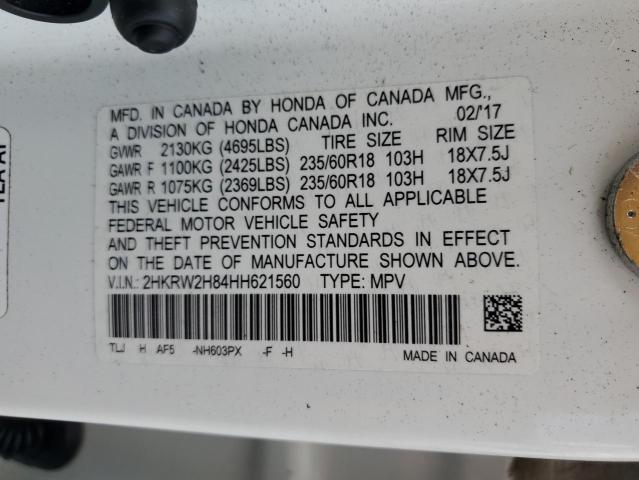 MFD. IN CANADA BY HONDA OF CANADA MFG.,
A DIVISION OF HONDA CANADA INC. 02/'17
GVWR 2130KG (4695LBS) TIRE SIZE RIM SIZE
GAWR F 1100KG (2425LBS) 235/60R18 103H 18X7.5J
GAWR R 1075KG (2369LBS) 235/60R18 103H 18X7.5J
THIS VEHICLE CONFORMS TO ALL APPLICABLE
FEDERAL MOTOR VEHICLE SAFETY
AND THEFT PREVENTION STANDARDS IN EFFECT
ON THE DATE OF MANUFACTURE SHOWN ABOVE.
V.I.N.: 2HKRW2H84HH621560 TYPE: MPV
TLJ H AF5 -NH603PX -F -H MADE IN CANADA